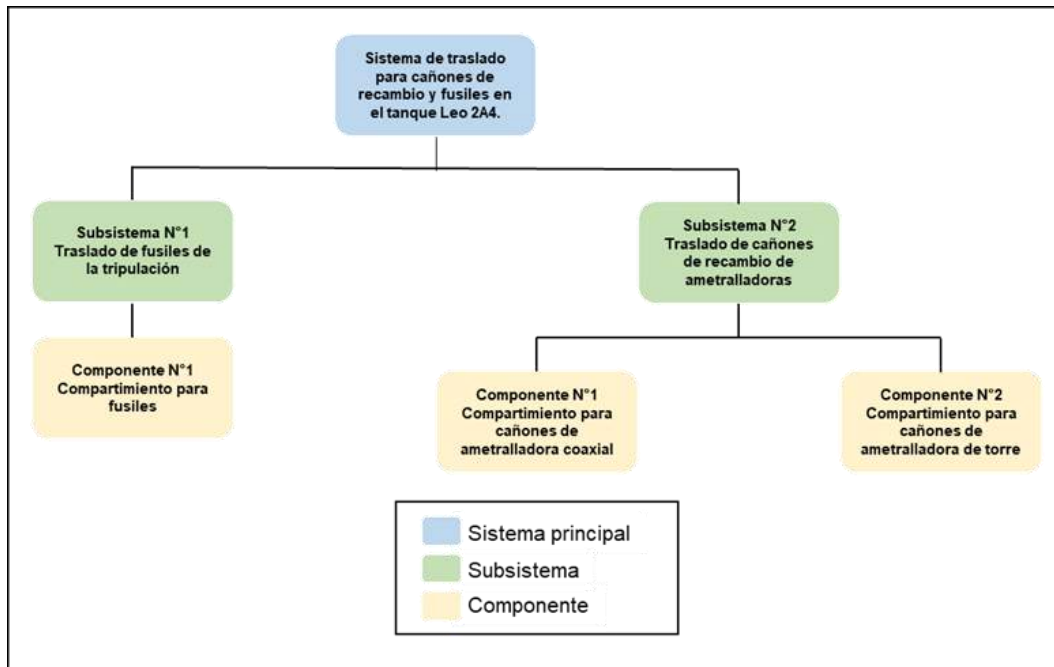 Sistema de traslado
para cañones de
recambio y fusiles en
el tanque Leo 2A4.
Subsistema N°1
Traslado de fusiles de
la tripulación
Subsistema N°2
Traslado de cañones
de recambio de
ametralladoras
Componente N°1
Compartimiento para
fusiles
Componente N°1
Compartimiento para
cañones de
ametralladora coaxial
Componente N°2
Compartimiento para
cañones de
ametralladora de torre
Sistema principal
Subsistema
Componente